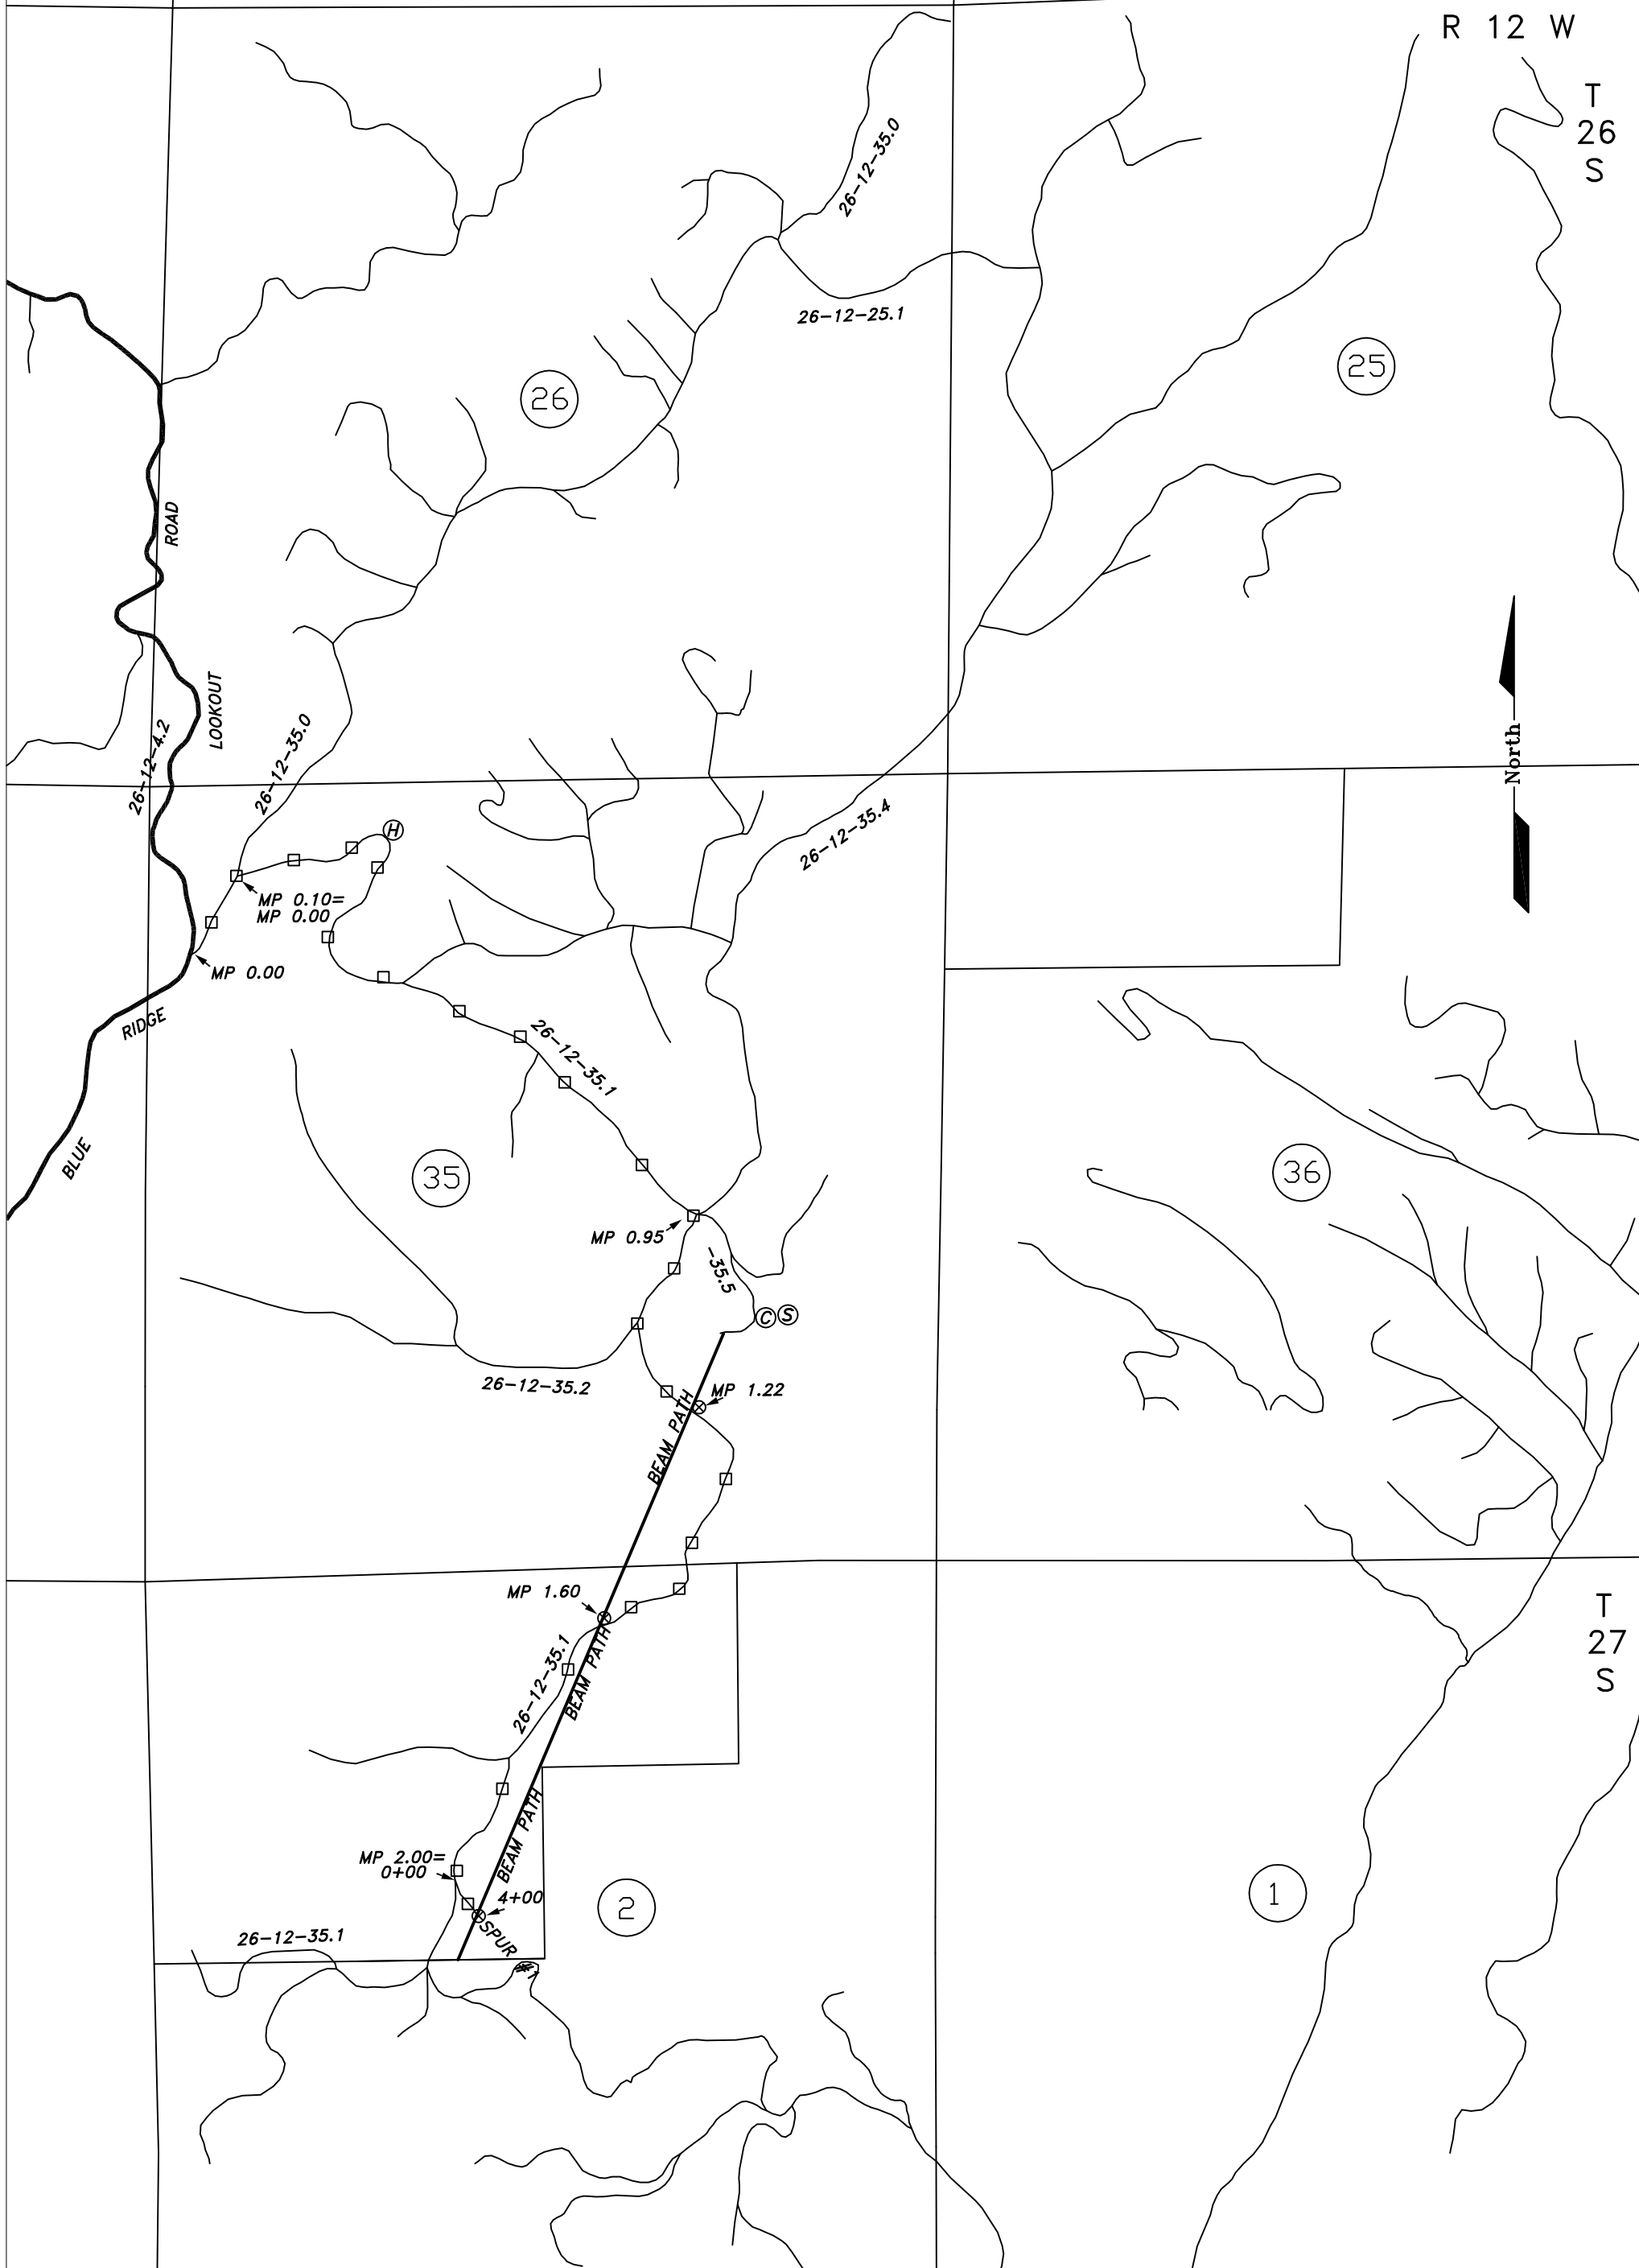 R 12 W
T
26
S
26-12-35.0
26-12-25.1
25
26
ROAD
LOOKOUT
26-12-4.2
26-12-35.0
North
H
26-12-35.4
MP 0.10=
MP 0.00
MP 0.00
RIDGE
26-12-35.1
BLUE
35
36
MP 0.95
-35.5
C S
26-12-35.2
MP 1.22
BEAM PATH
MP 1.60
T
27
S
26-12-35.1
BEAM PATH
BEAM PATH
MP 2.00=
0+00
4+00
2
1
SPUR
#1
26-12-35.1